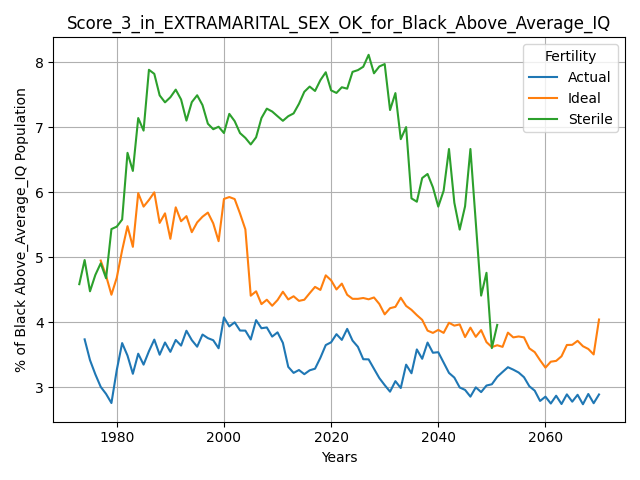 Score_3_in_EXTRAMARITAL_SEX_OK_for_Black_Above_Average_IQ
% of Black Above_Average_IQ Population
8
7
6
5
4
3
Fertility
Actual
Ideal
Sterile
1980
2000
2020
2040
2060
Years